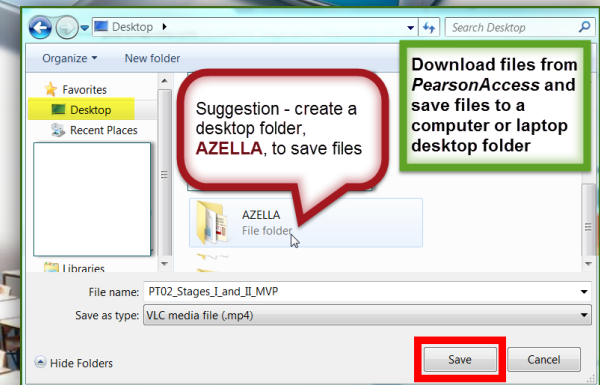 Desktop
Search Desktop
Organize
New folder
Favorites
Desktop
Recent Places
Libraries
Suggestion - create a
desktop folder,
AZELLA, to save files
Download files from
PearsonAccess and
save files to a
computer or laptop
desktop folder
AZELLA
File folder
File name: PT02_Stages_I_and_II_MVP
Save as type: VLC media file (.mp4)
Hide Folders
Save
Cancel